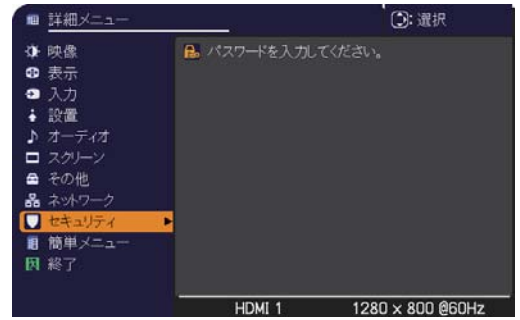 詳細メニュー
: 選択
映像
表示
入力
設置
オーディオ
スクリーン
その他
ネットワーク
セキュリティ
簡単メニュー
終了
パスワードを入力してください。
HDMI 1 1280 × 800 @60Hz